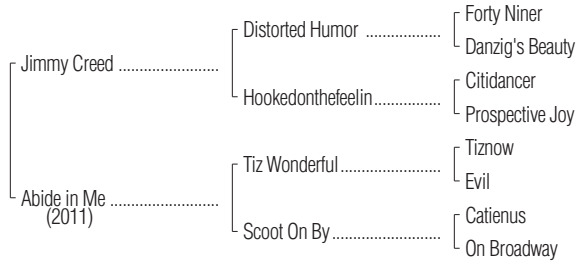 Forty Niner
Distorted Humor ..................
Danzig's Beauty
Jimmy Creed .......................
Citidancer
Hookedonthefeelin...................
Prospective Joy
Tiznow
Tiz Wonderful.......................
Evil
Abide in Me .........................
(2011)
Catienus
Scoot On By.........................
On Broadway